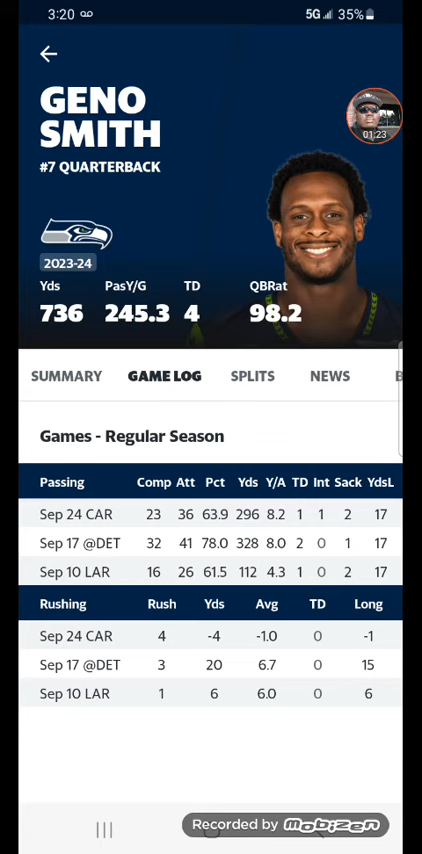 3:20 5G 35%
GENO
SMITH
01:23
#7 QUARTERBACK
2023-24
Yds PasY/G TD QBRat
736 245.3 4 98.2
SUMMARY GAME LOG SPLITS NEWS
Games - Regular Season
Passing Comp Att Pct Yds Y/A TD Int Sack YdsL
Sep 24 CAR 23 36 63.9 296 8.2 1 1 2 17
Sep 17 @DET 32 41 78.0 328 8.0 2 0 1 17
Sep 10 LAR 16 26 61.5 112 4.3 1 0 2 17
Rushing Rush Yds Avg TD Long
Sep 24 CAR 4 -4 -1.0 0 -1
Sep 17 @DET 3 20 6.7 0 15
Sep 10 LAR 1 6 6.0 0 6
Recorded by mobizen